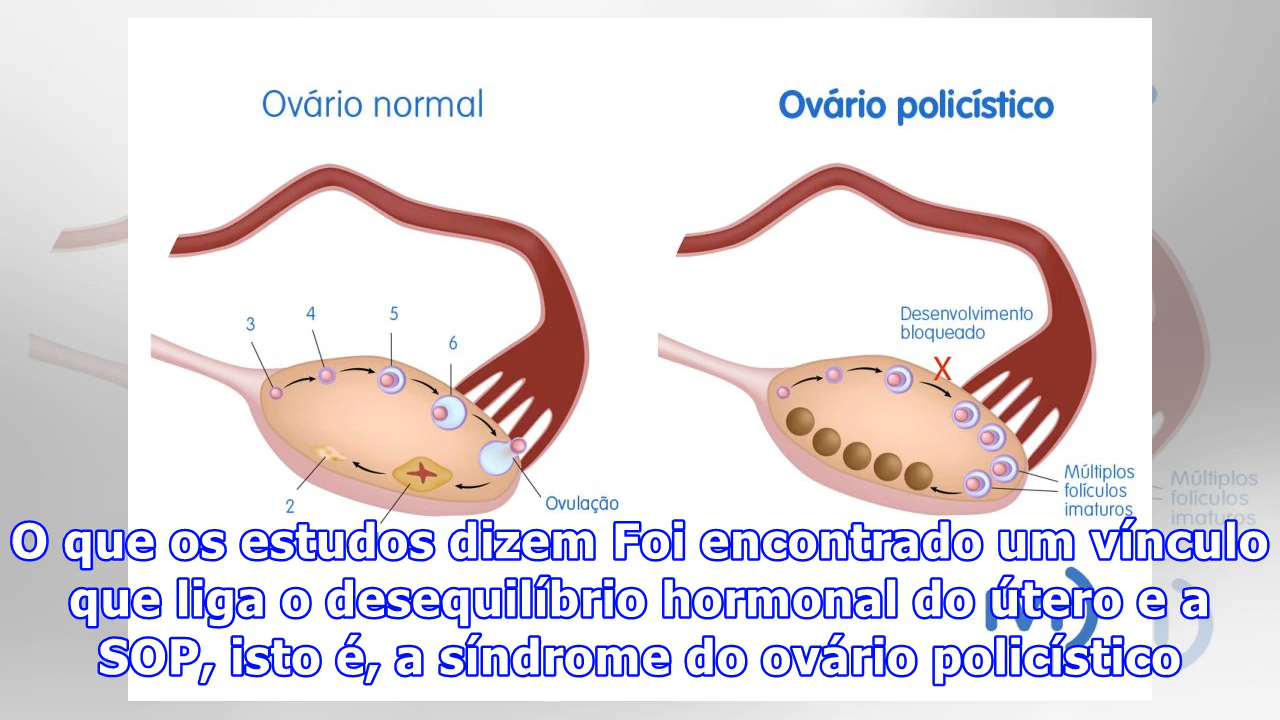 Ovário normal
Ovário policístico
3
4
5
6
2
Ovulação
Desenvolvimento
bloqueado
X
Múltiplos
folículos
imaturos
Múltiplos
folículos
imaturos
O que os estudos dizem Foi encontrado um vínculo
que liga o desequilíbrio hormonal do útero e a
SOP, isto é, a síndrome do ovário policístico